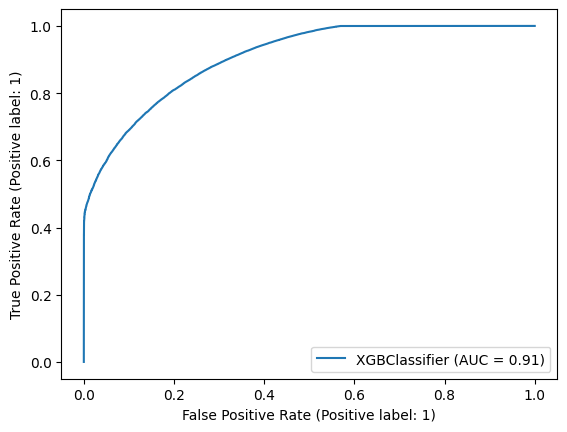 True Positive Rate (Positive label: 1)
1.0
0.8
0.6
0.4
0.2
0.0
XGBClassifier (AUC = 0.91)
0.0 0.2 0.4 0.6 0.8 1.0
False Positive Rate (Positive label: 1)